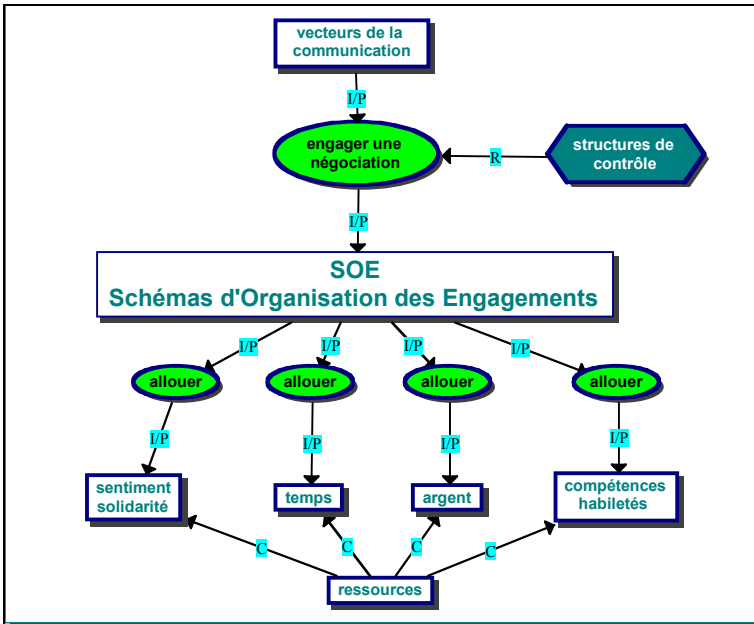 vecteurs de la
communication
I/P
engager une
négociation
structures de
contrôle
R
I/P
SOE
Schémas d'Organisation des Engagements
I/P
I/P
I/P
I/P
allouer
allouer
allouer
allouer
I/P
I/P
I/P
I/P
sentiment
solidarité
temps
argent
compétences
habiletés
C
C
C
C
ressources